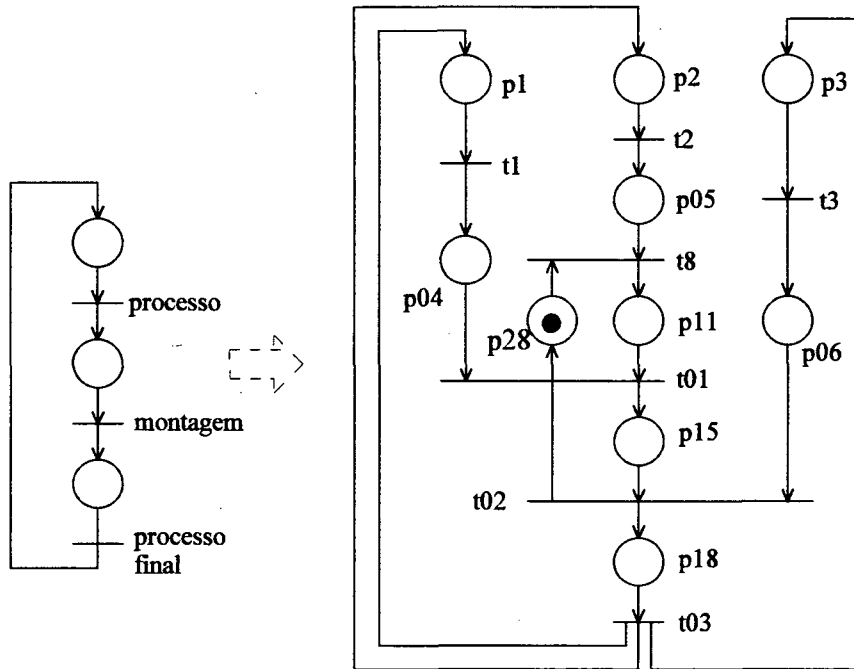 processo
montagem
processo
final
p1
p2
p3
t2
t1
p05
t3
t8
p04
p28
p11
p06
t01
p15
t02
p18
t03